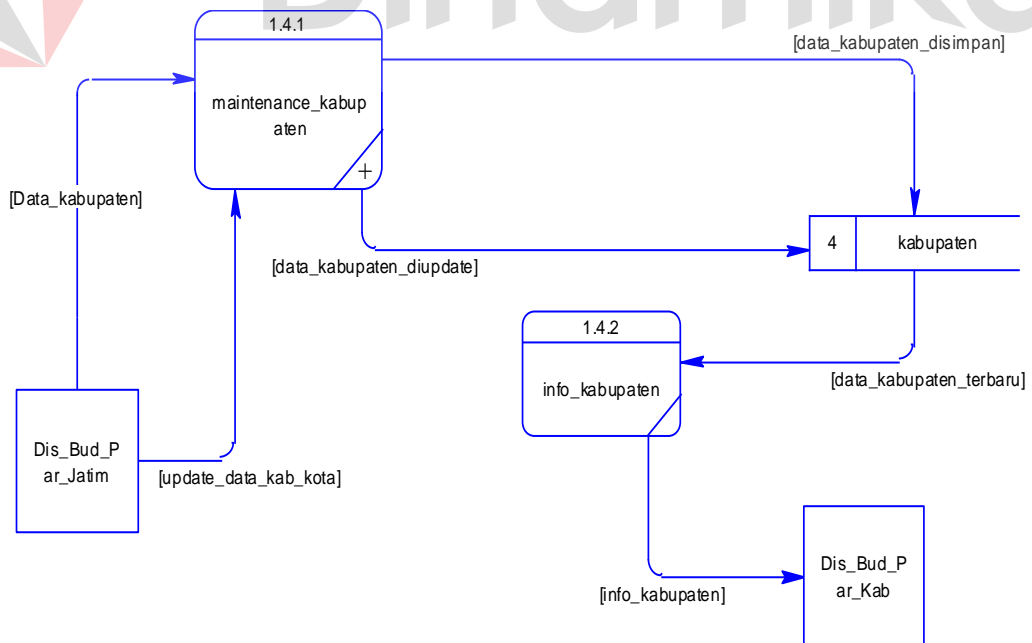 Dinamika
1.4.1
[data_kabupaten_disimpan]
maintenance_kabup
aten
+
[Data_kabupaten]
4
kabupaten
[data_kabupaten_diupdate]
1.4.2
info_kabupaten
[data_kabupaten_terbaru]
Dis_Bud_P
ar_Jatim
[update_data_kab_kota]
Dis_Bud_P
ar_Kab
[info_kabupaten]